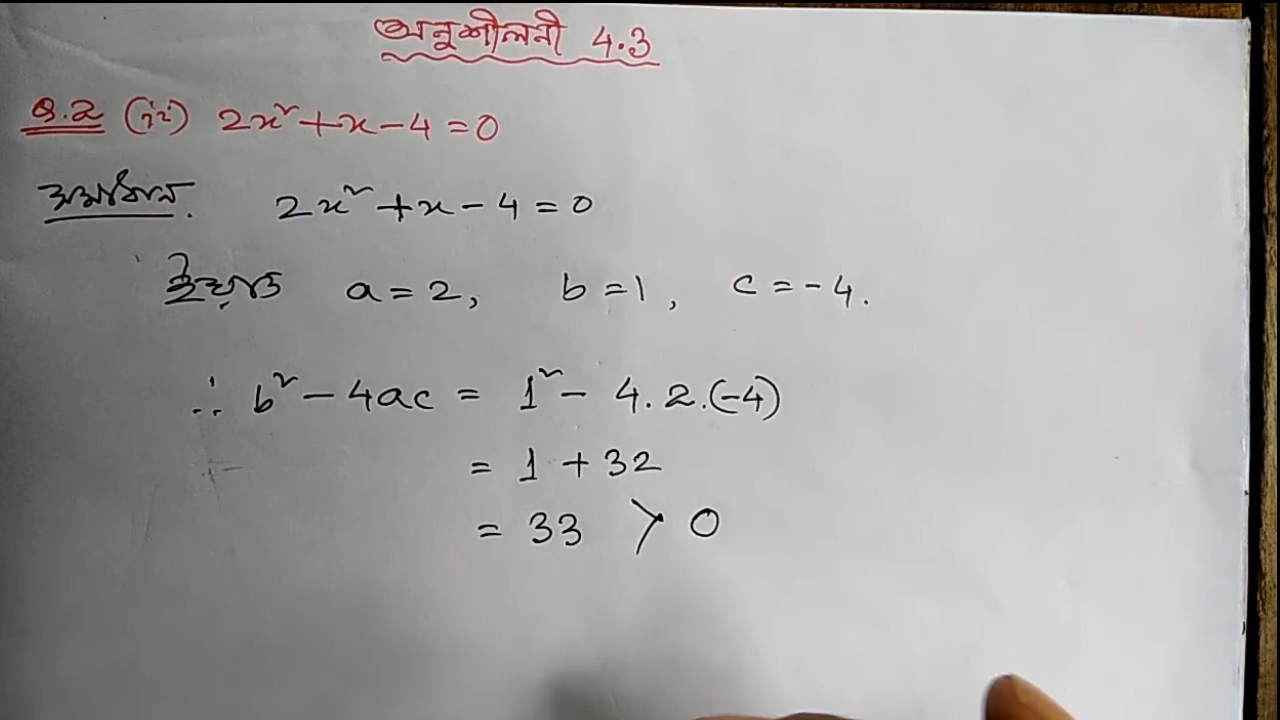 অনুশীলনী 4.3
Q.2 (ii) 2x² + x - 4 = 0
সমাধান. 2x² + x - 4 = 0
ইয়াত a = 2, b = 1, c = -4.
∴ b² - 4ac = 1² - 4.2.(-4)
= 1 + 32
= 33 > 0